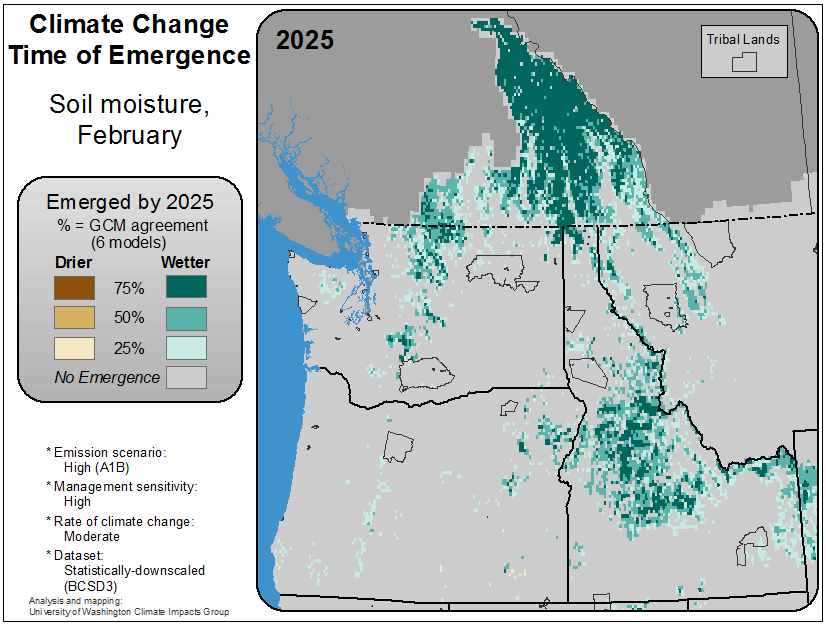 Climate Change
Time of Emergence
Soil moisture,
February
Emerged by 2025
% = GCM agreement
(6 models)
Drier Wetter
75%
50%
25%
No Emergence
* Emission scenario:
High (A1B)
* Management sensitivity:
High
* Rate of climate change:
Moderate
* Dataset:
Statistically-downscaled
(BCSD3)
Analysis and mapping:
University of Washington Climate Impacts Group
2025
Tribal Lands